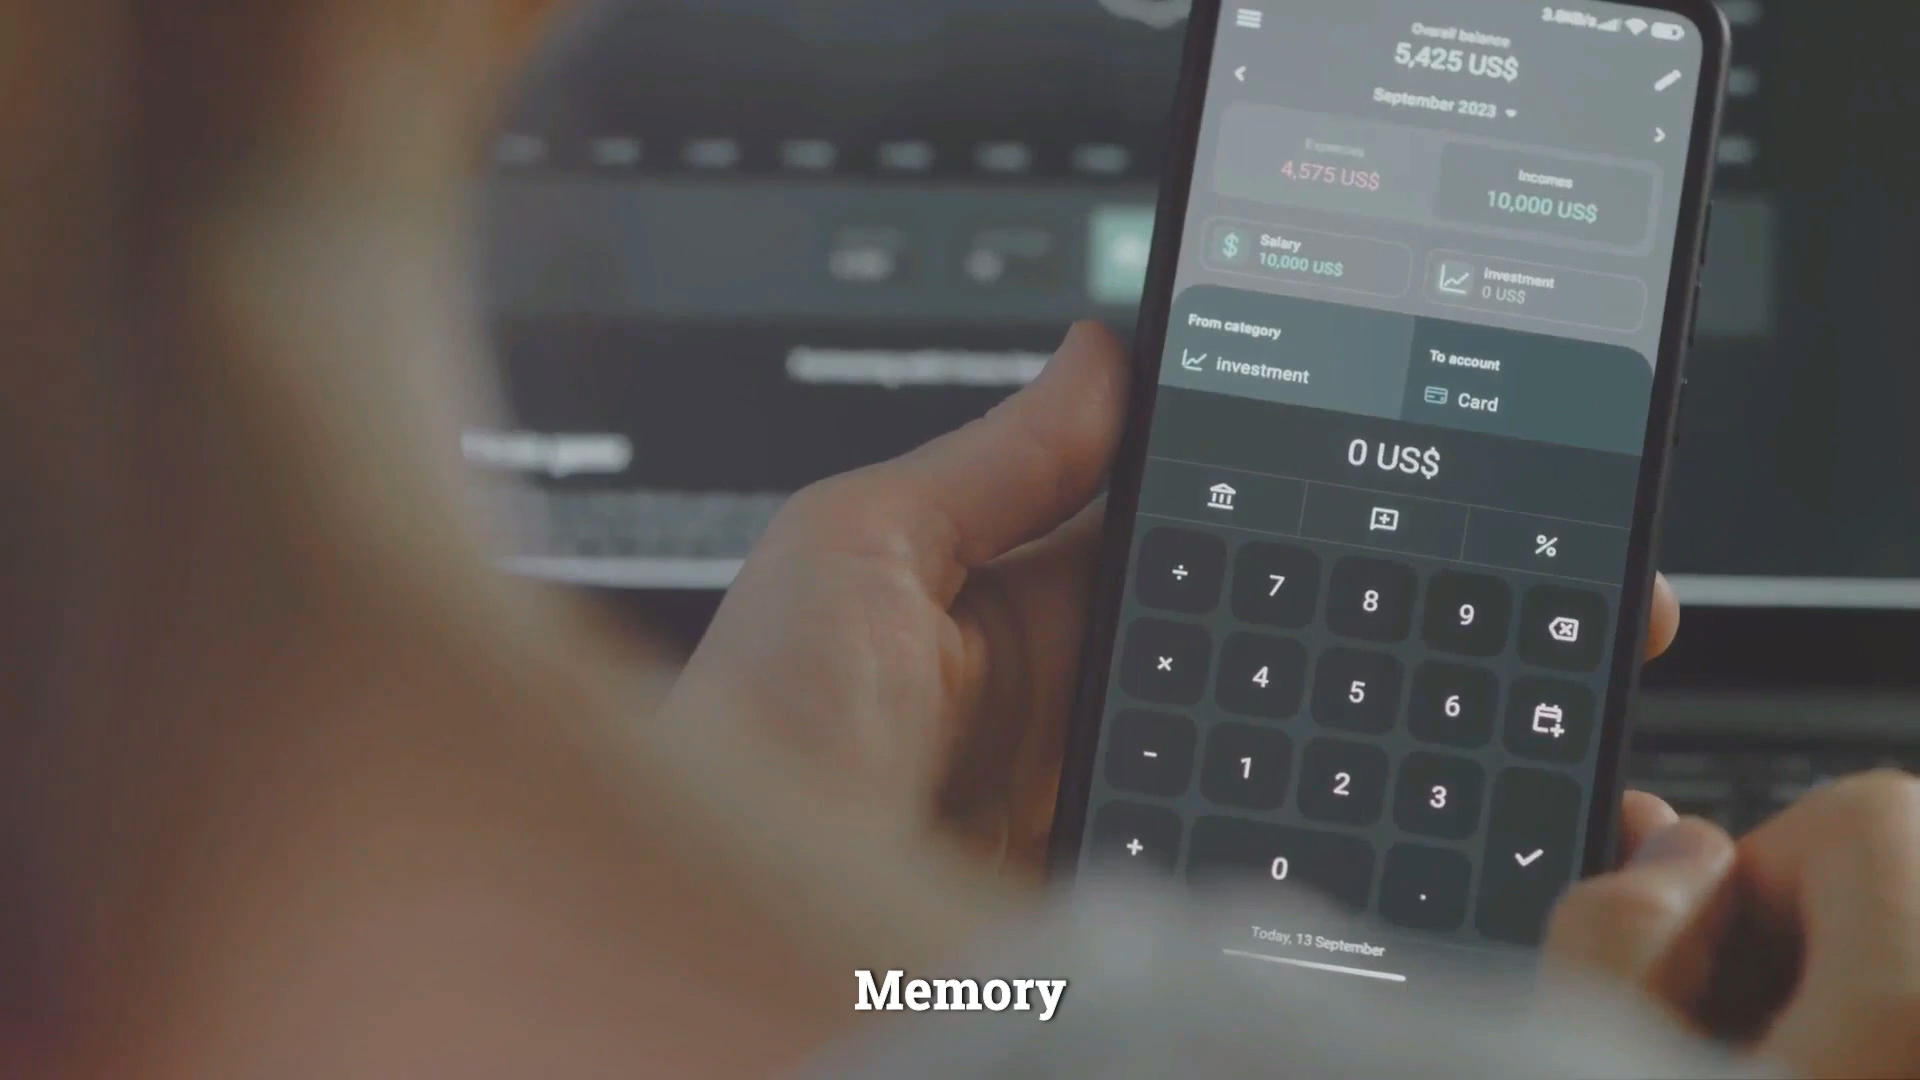 3.8KB/s
Overall balance
5,425 US$
September 2023
Expenses
4,575 US$
Incomes
10,000 US$
Salary
10,000 US$
investment
0 US$
From category
investment
To account
Card
0 US$
%
÷ 7 8 9
× 4 5 6
- 1 2 3
+ 0 .
Today, 13 September
Memory